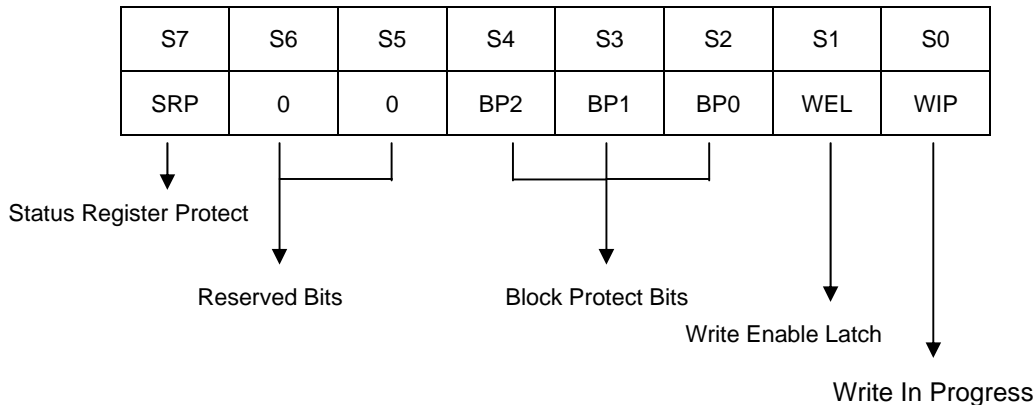 S7 S6 S5 S4 S3 S2 S1 S0
SRP 0 0 BP2 BP1 BP0 WEL WIP
Status Register Protect
Reserved Bits
Block Protect Bits
Write Enable Latch
Write In Progress